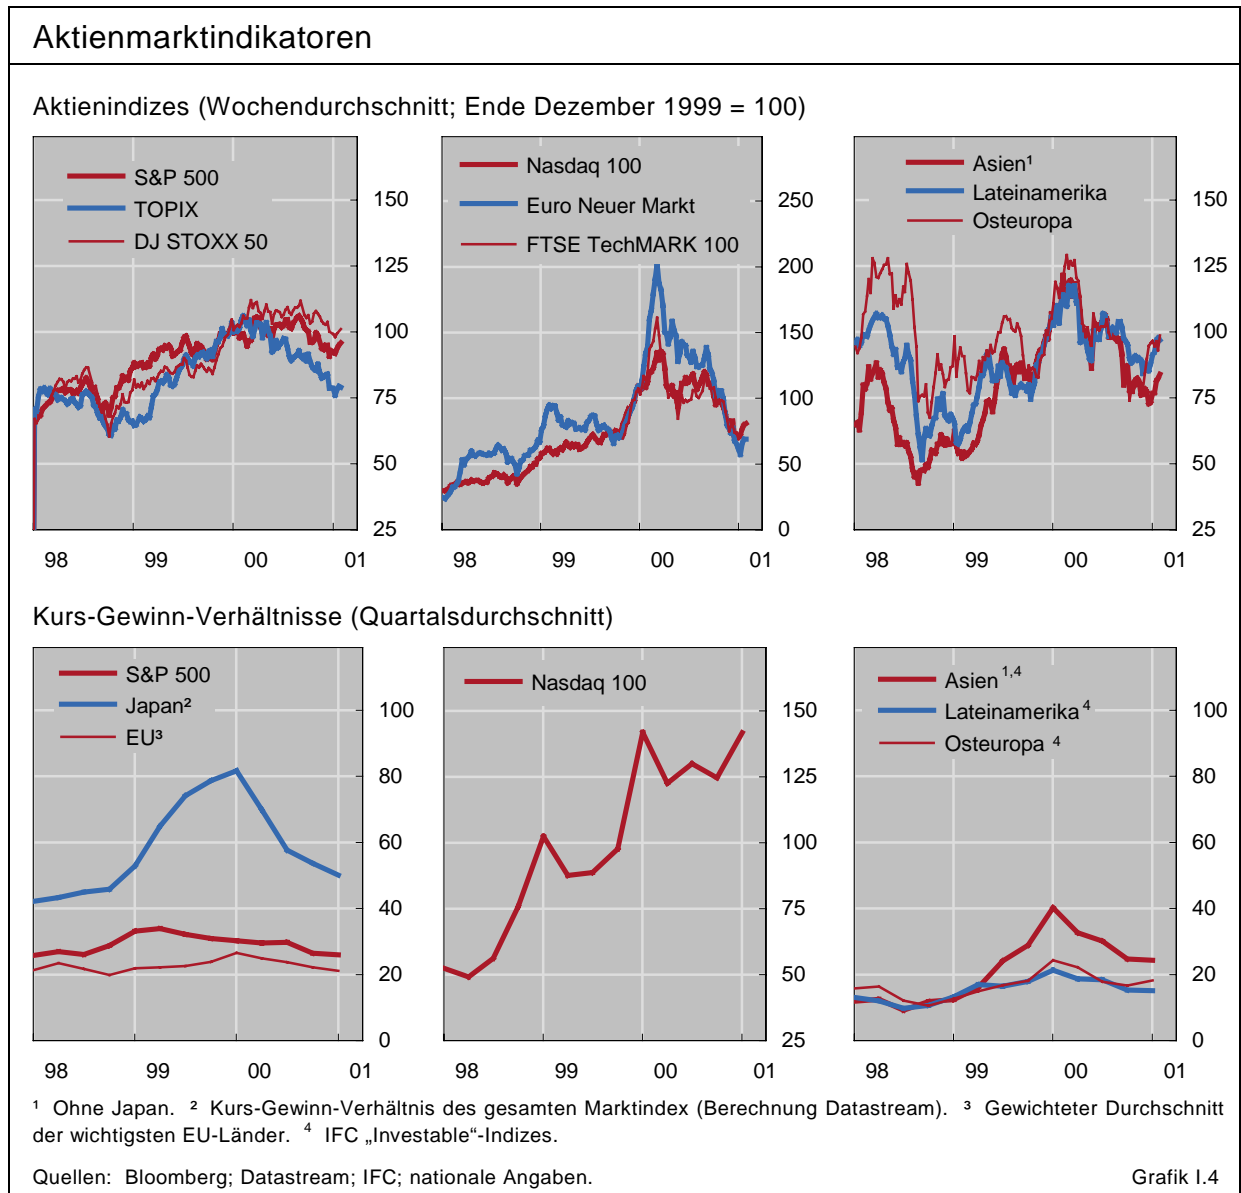 Aktienmarktindikatoren
Aktienindizes (Wochendurchschnitt; Ende Dezember 1999 = 100)
S&P 500
TOPIX
DJ STOXX 50
150
125
100
75
50
25
98 99 00 01
Nasdaq 100
Euro Neuer Markt
FTSE TechMARK 100
250
200
150
100
50
0
98 99 00 01
Asien¹
Lateinamerika
Osteuropa
150
125
100
75
50
25
98 99 00 01
Kurs-Gewinn-Verhältnisse (Quartalsdurchschnitt)
S&P 500
Japan²
EU³
100
80
60
40
20
0
98 99 00 01
Nasdaq 100
150
125
100
75
50
25
98 99 00 01
Asien¹,⁴
Lateinamerika⁴
Osteuropa ⁴
100
80
60
40
20
0
98 99 00 01
¹ Ohne Japan. ² Kurs-Gewinn-Verhältnis des gesamten Marktindex (Berechnung Datastream). ³ Gewichteter Durchschnitt
der wichtigsten EU-Länder. ⁴ IFC „Investable“-Indizes.
Quellen: Bloomberg; Datastream; IFC; nationale Angaben.
Grafik I.4